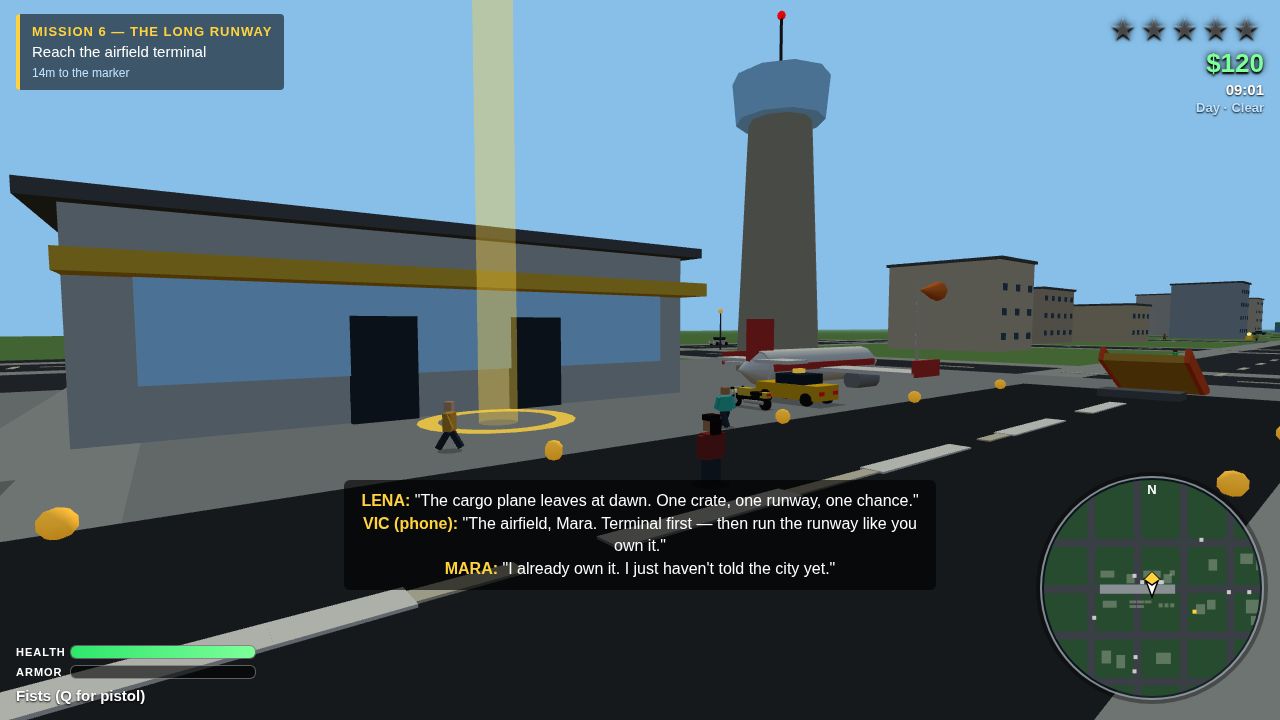 MISSION 6 — THE LONG RUNWAY
Reach the airfield terminal
14m to the marker
★ ★ ★ ★ ★
$120
09:01
Day · Clear
LENA: "The cargo plane leaves at dawn. One crate, one runway, one chance."
VIC (phone): "The airfield, Mara. Terminal first — then run the runway like you
own it."
MARA: "I already own it. I just haven't told the city yet."
N
HEALTH
ARMOR
Fists (Q for pistol)